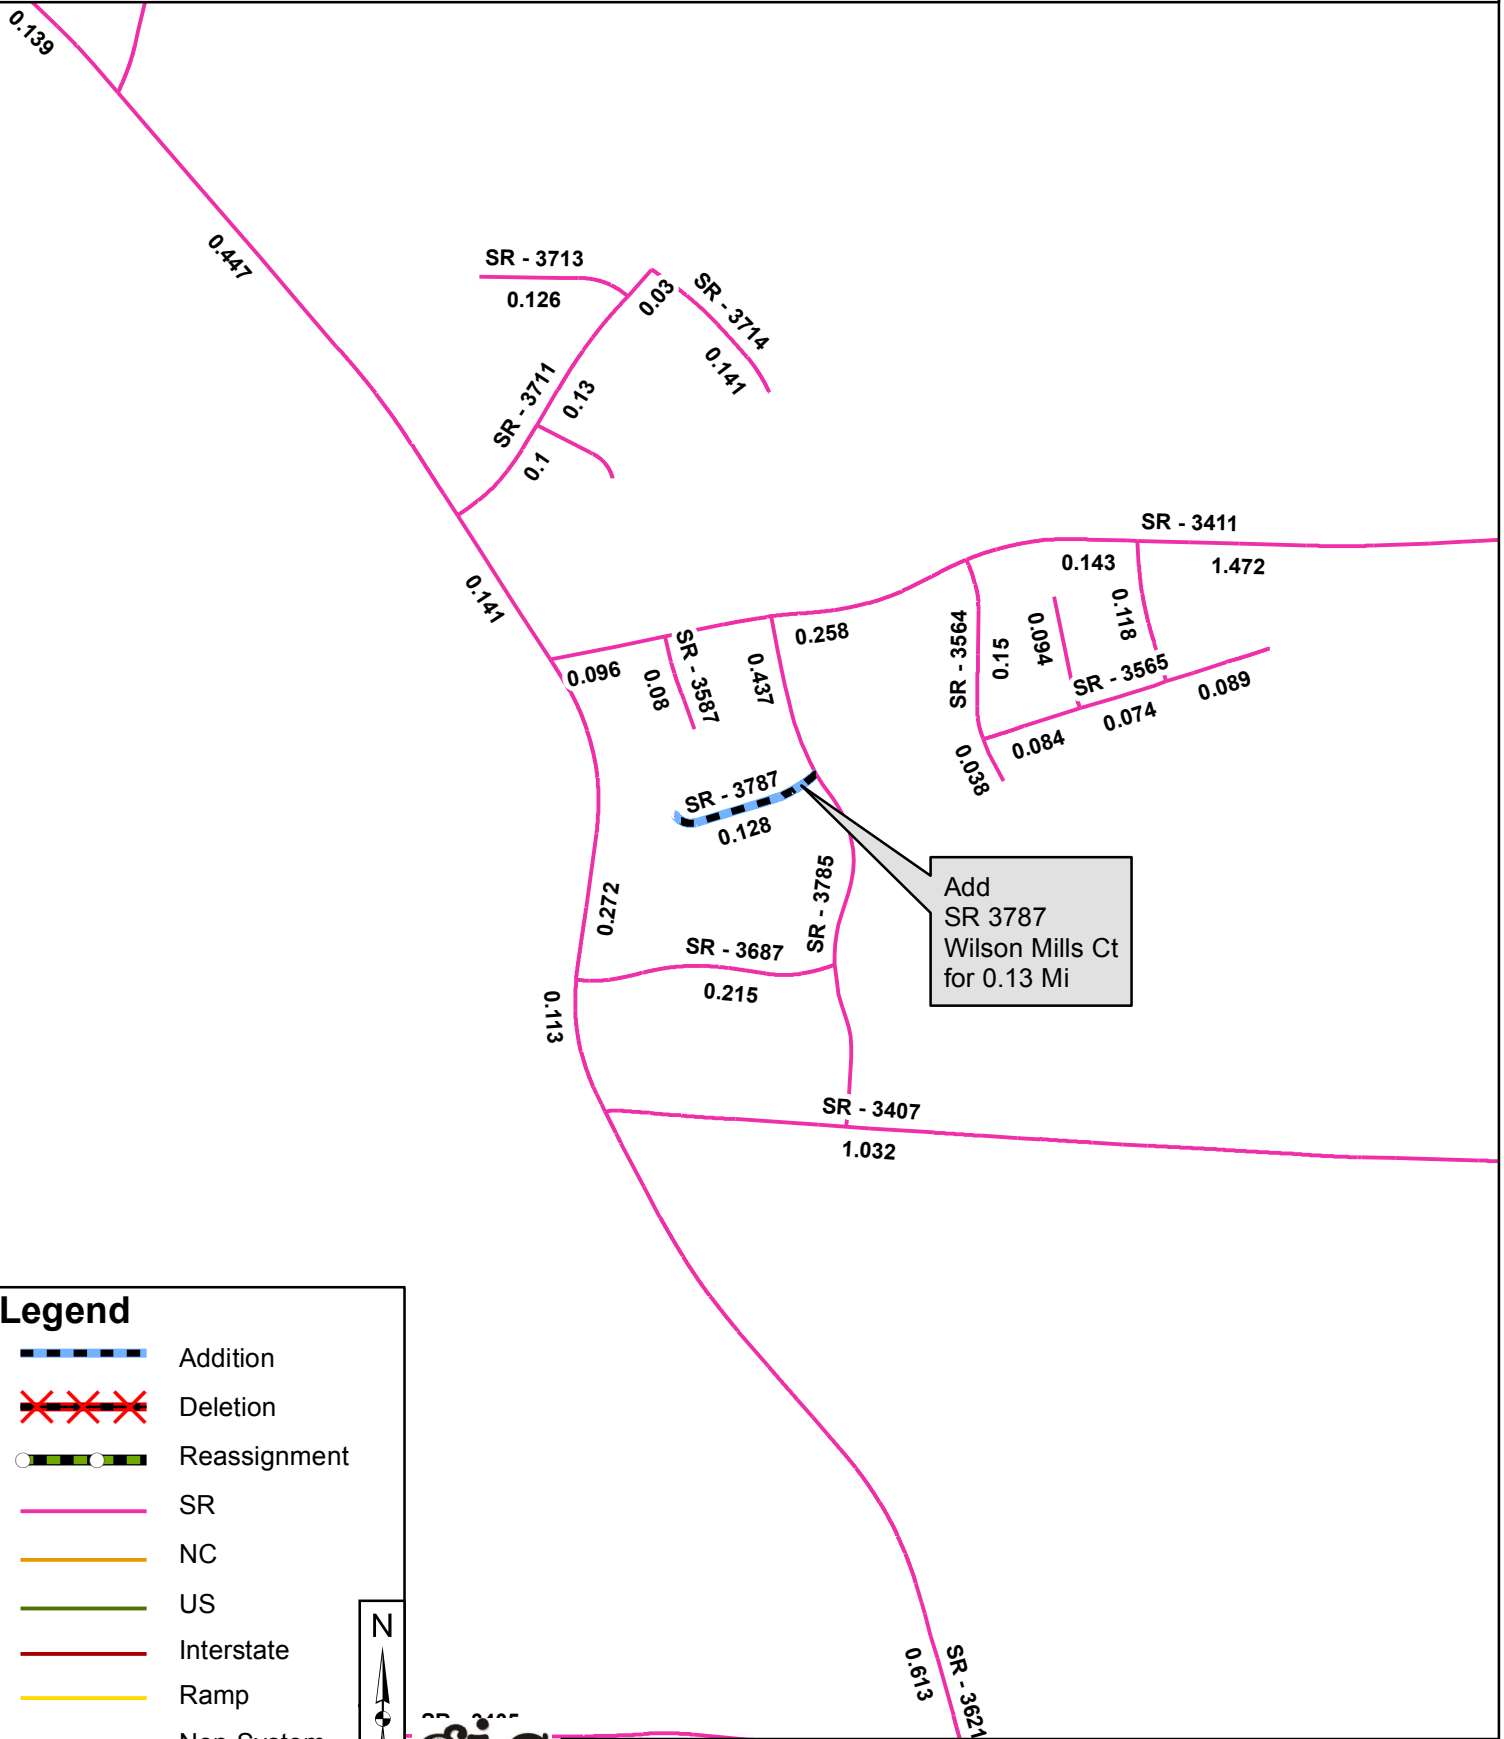 0.139
0.447
SR - 3713
0.126
0.03
SR - 3714
0.141
SR - 3711
0.13
0.1
0.141
SR - 3411
0.143
1.472
0.118
0.094
SR - 3564
0.15
SR - 3565
0.089
0.074
0.084
0.038
0.258
0.096
SR - 3587
0.08
0.437
SR - 3787
0.128
Add
SR 3787
Wilson Mills Ct
for 0.13 Mi
SR - 3785
0.272
SR - 3687
0.215
0.113
SR - 3407
1.032
Legend
Addition
Deletion
Reassignment
SR
NC
US
Interstate
Ramp
N
0.613
SR - 3621